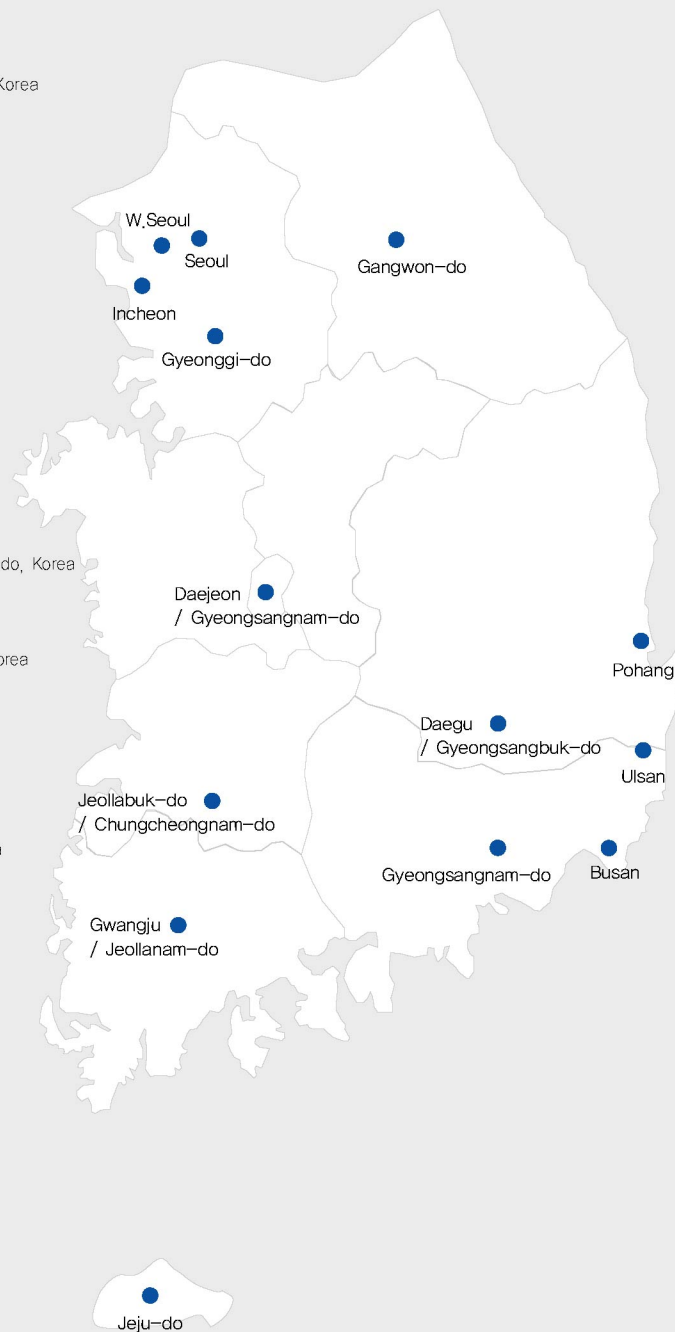 Korea
W.Seoul
Seoul
Gangwon-do
Incheon
Gyeonggi-do
do, Korea
Daejeon
/ Gyeongsangnam-do
Pohang
Daegu
/ Gyeongsangbuk-do
Ulsan
Jeollabuk-do
/ Chungcheongnam-do
Gyeongsangnam-do
Busan
Gwangju
/ Jeollanam-do
Jeju-do